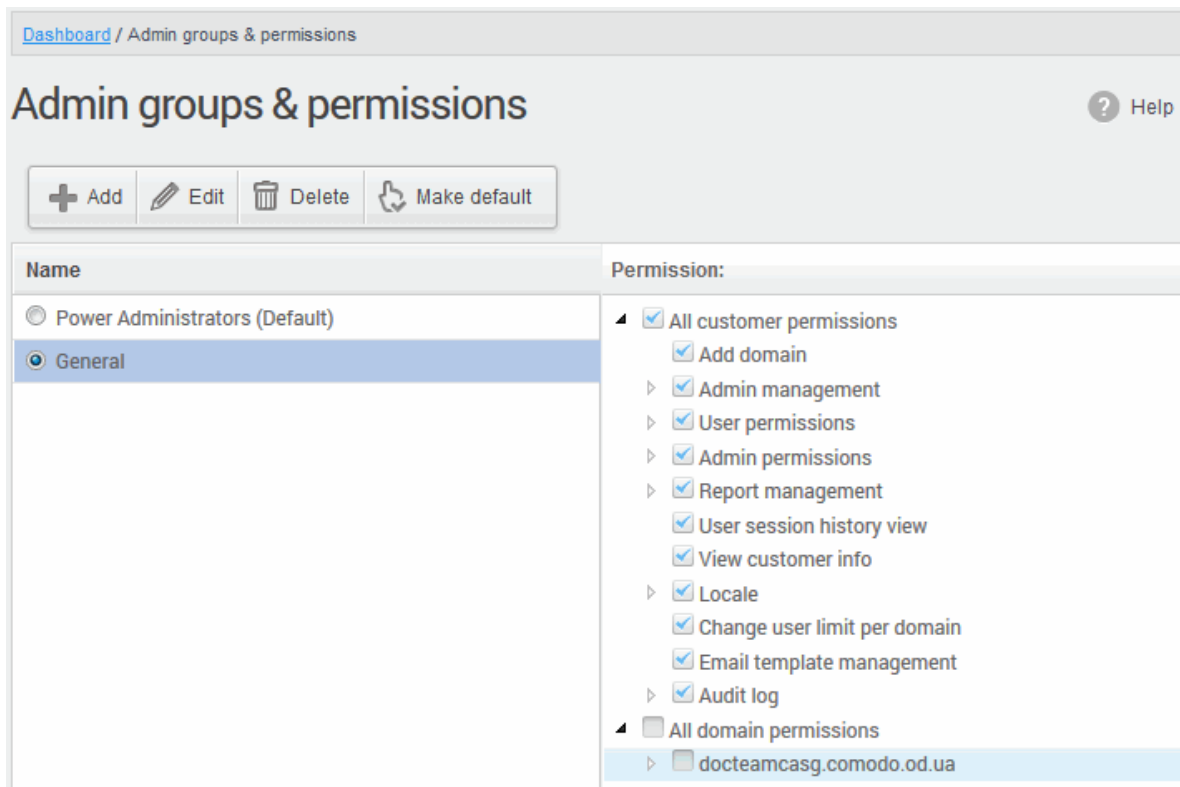 Dashboard / Admin groups & permissions
Admin groups & permissions
Help
Add
Edit
Delete
Make default
Name
Permission:
Power Administrators (Default)
General
All customer permissions
Add domain
Admin management
User permissions
Admin permissions
Report management
User session history view
View customer info
Locale
Change user limit per domain
Email template management
Audit log
All domain permissions
docteamcasg.comodo.od.ua